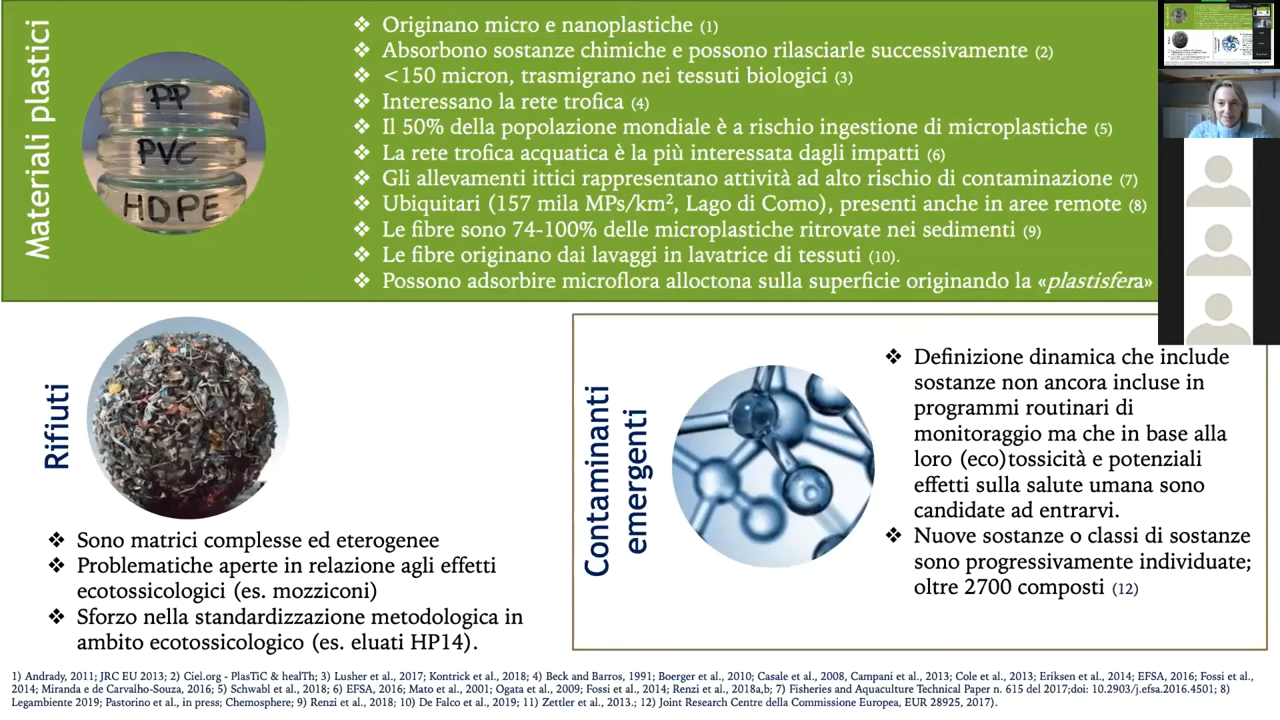 Materiali plastici
PP
PVC
HDPE
❖ Originano micro e nanoplastiche (1)
❖ Absorbono sostanze chimiche e possono rilasciarle successivamente (2)
❖ <150 micron, trasmigrano nei tessuti biologici (3)
❖ Interessano la rete trofica (4)
❖ Il 50% della popolazione mondiale è a rischio ingestione di microplastiche (5)
❖ La rete trofica acquatica è la più interessata dagli impatti (6)
❖ Gli allevamenti ittici rappresentano attività ad alto rischio di contaminazione (7)
❖ Ubiquitari (157 mila MPs/km², Lago di Como), presenti anche in aree remote (8)
❖ Le fibre sono 74-100% delle microplastiche ritrovate nei sedimenti (9)
❖ Le fibre originano dai lavaggi in lavatrice di tessuti (10).
❖ Possono adsorbire microflora alloctona sulla superficie originando la «plastisfera»
Rifiuti
❖ Sono matrici complesse ed eterogenee
❖ Problematiche aperte in relazione agli effetti
ecotossicologici (es. mozziconi)
❖ Sforzo nella standardizzazione metodologica in
ambito ecotossicologico (es. eluati HP14).
Contaminanti
emergenti
❖ Definizione dinamica che include
sostanze non ancora incluse in
programmi routinari di
monitoraggio ma che in base alla
loro (eco)tossicità e potenziali
effetti sulla salute umana sono
candidate ad entrarvi.
❖ Nuove sostanze o classi di sostanze
sono progressivamente individuate;
oltre 2700 composti (12)
1) Andrady, 2011; JRC EU 2013; 2) Ciel.org - PlasTiC & healTh; 3) Lusher et al., 2017; Kontrick et al., 2018; 4) Beck and Barros, 1991; Boerger et al., 2010; Casale et al., 2008, Campani et al., 2013; Cole et al., 2013; Eriksen et al., 2014; EFSA, 2016; Fossi et al.,
2014; Miranda e de Carvalho-Souza, 2016; 5) Schwabl et al., 2018; 6) EFSA, 2016; Mato et al., 2001; Ogata et al., 2009; Fossi et al., 2014; Renzi et al., 2018a,b; 7) Fisheries and Aquaculture Technical Paper n. 615 del 2017;doi: 10.2903/j.efsa.2016.4501; 8)
Legambiente 2019; Pastorino et al., in press; Chemosphere; 9) Renzi et al., 2018; 10) De Falco et al., 2019; 11) Zettler et al., 2013.; 12) Joint Research Centre della Commissione Europea, EUR 28925, 2017).